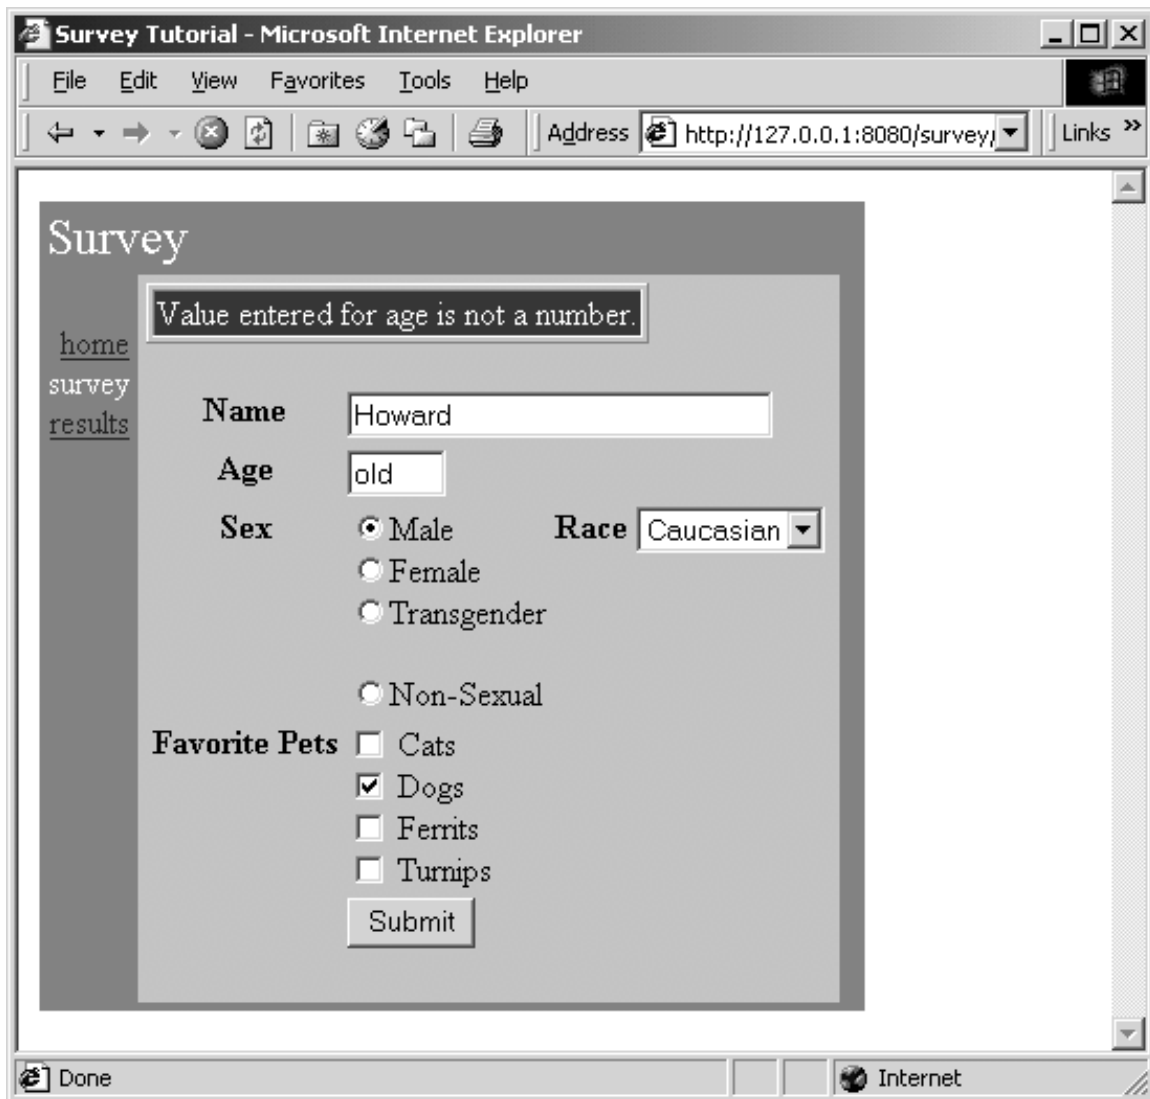 Survey Tutorial - Microsoft Internet Explorer
File Edit View Favorites Tools Help
Address http://127.0.0.1:8080/survey/ Links »
Survey
Value entered for age is not a number.
home
survey
results
Name Howard
Age old
Sex Male Race Caucasian
Female
Transgender
Non-Sexual
Favorite Pets Cats
Dogs
Ferrits
Turnips
Submit
Done Internet